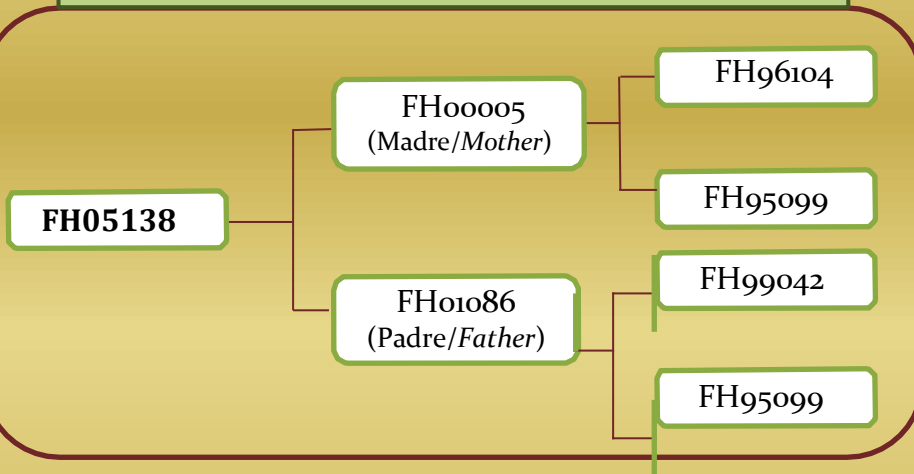 FH96104
FH00005
(Madre/Mother)
FH95099
FH05138
FH99042
FH01086
(Padre/Father)
FH95099